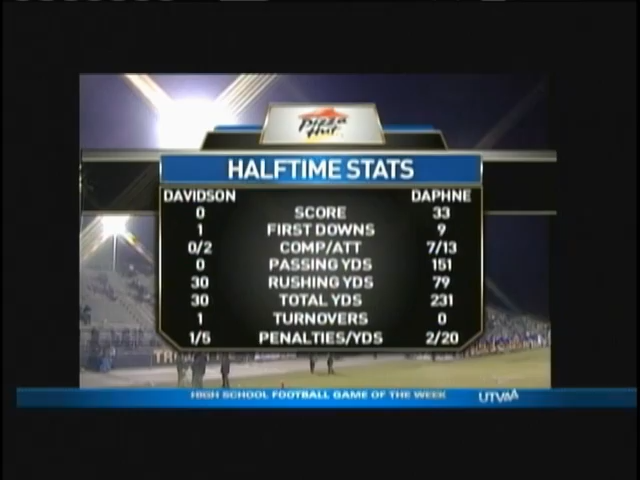 Pizza Hut
HALFTIME STATS
DAVIDSON DAPHNE
0 SCORE 33
1 FIRST DOWNS 9
0/2 COMP/ATT 7/13
0 PASSING YDS 151
30 RUSHING YDS 79
30 TOTAL YDS 231
1 TURNOVERS 0
1/5 PENALTIES/YDS 2/20
TR
HIGH SCHOOL FOOTBALL GAME OF THE WEEK